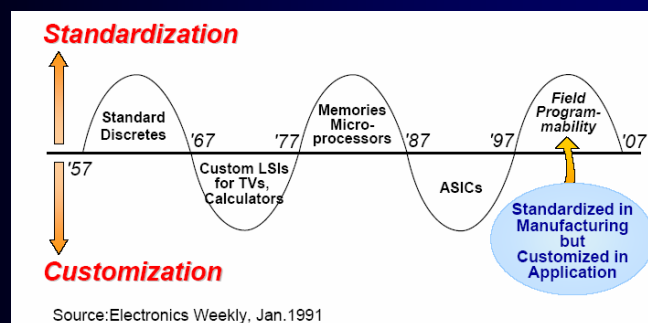 Standardization
Standard
Discretes
Memories
Micro-
processors
Field
Program-
mability
'57
'67
'77
'87
'97
'07
Custom LSIs
for TVs,
Calculators
ASICs
Standardized in
Manufacturing
but
Customized in
Application
Customization
Source:Electronics Weekly, Jan.1991